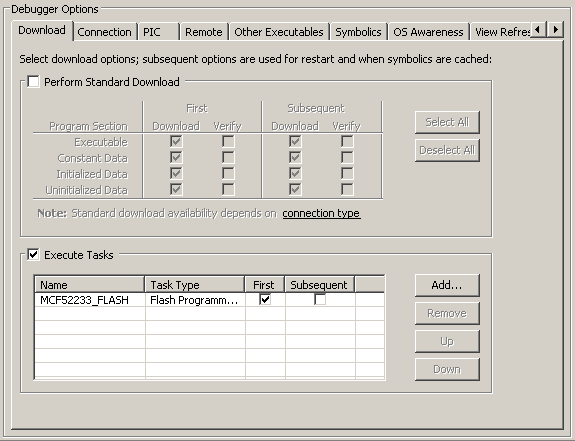 Debugger Options
Download Connection PIC Remote Other Executables Symbolics OS Awareness View Refres
Select download options; subsequent options are used for restart and when symbolics are cached:
Perform Standard Download
First Subsequent
Program Section Download Verify Download Verify
Executable
Constant Data
Initialized Data
Uninitialized Data
Select All
Deselect All
Note: Standard download availability depends on connection type
Execute Tasks
Name Task Type First Subsequent
MCF52233_FLASH Flash Programm...
Add...
Remove
Up
Down